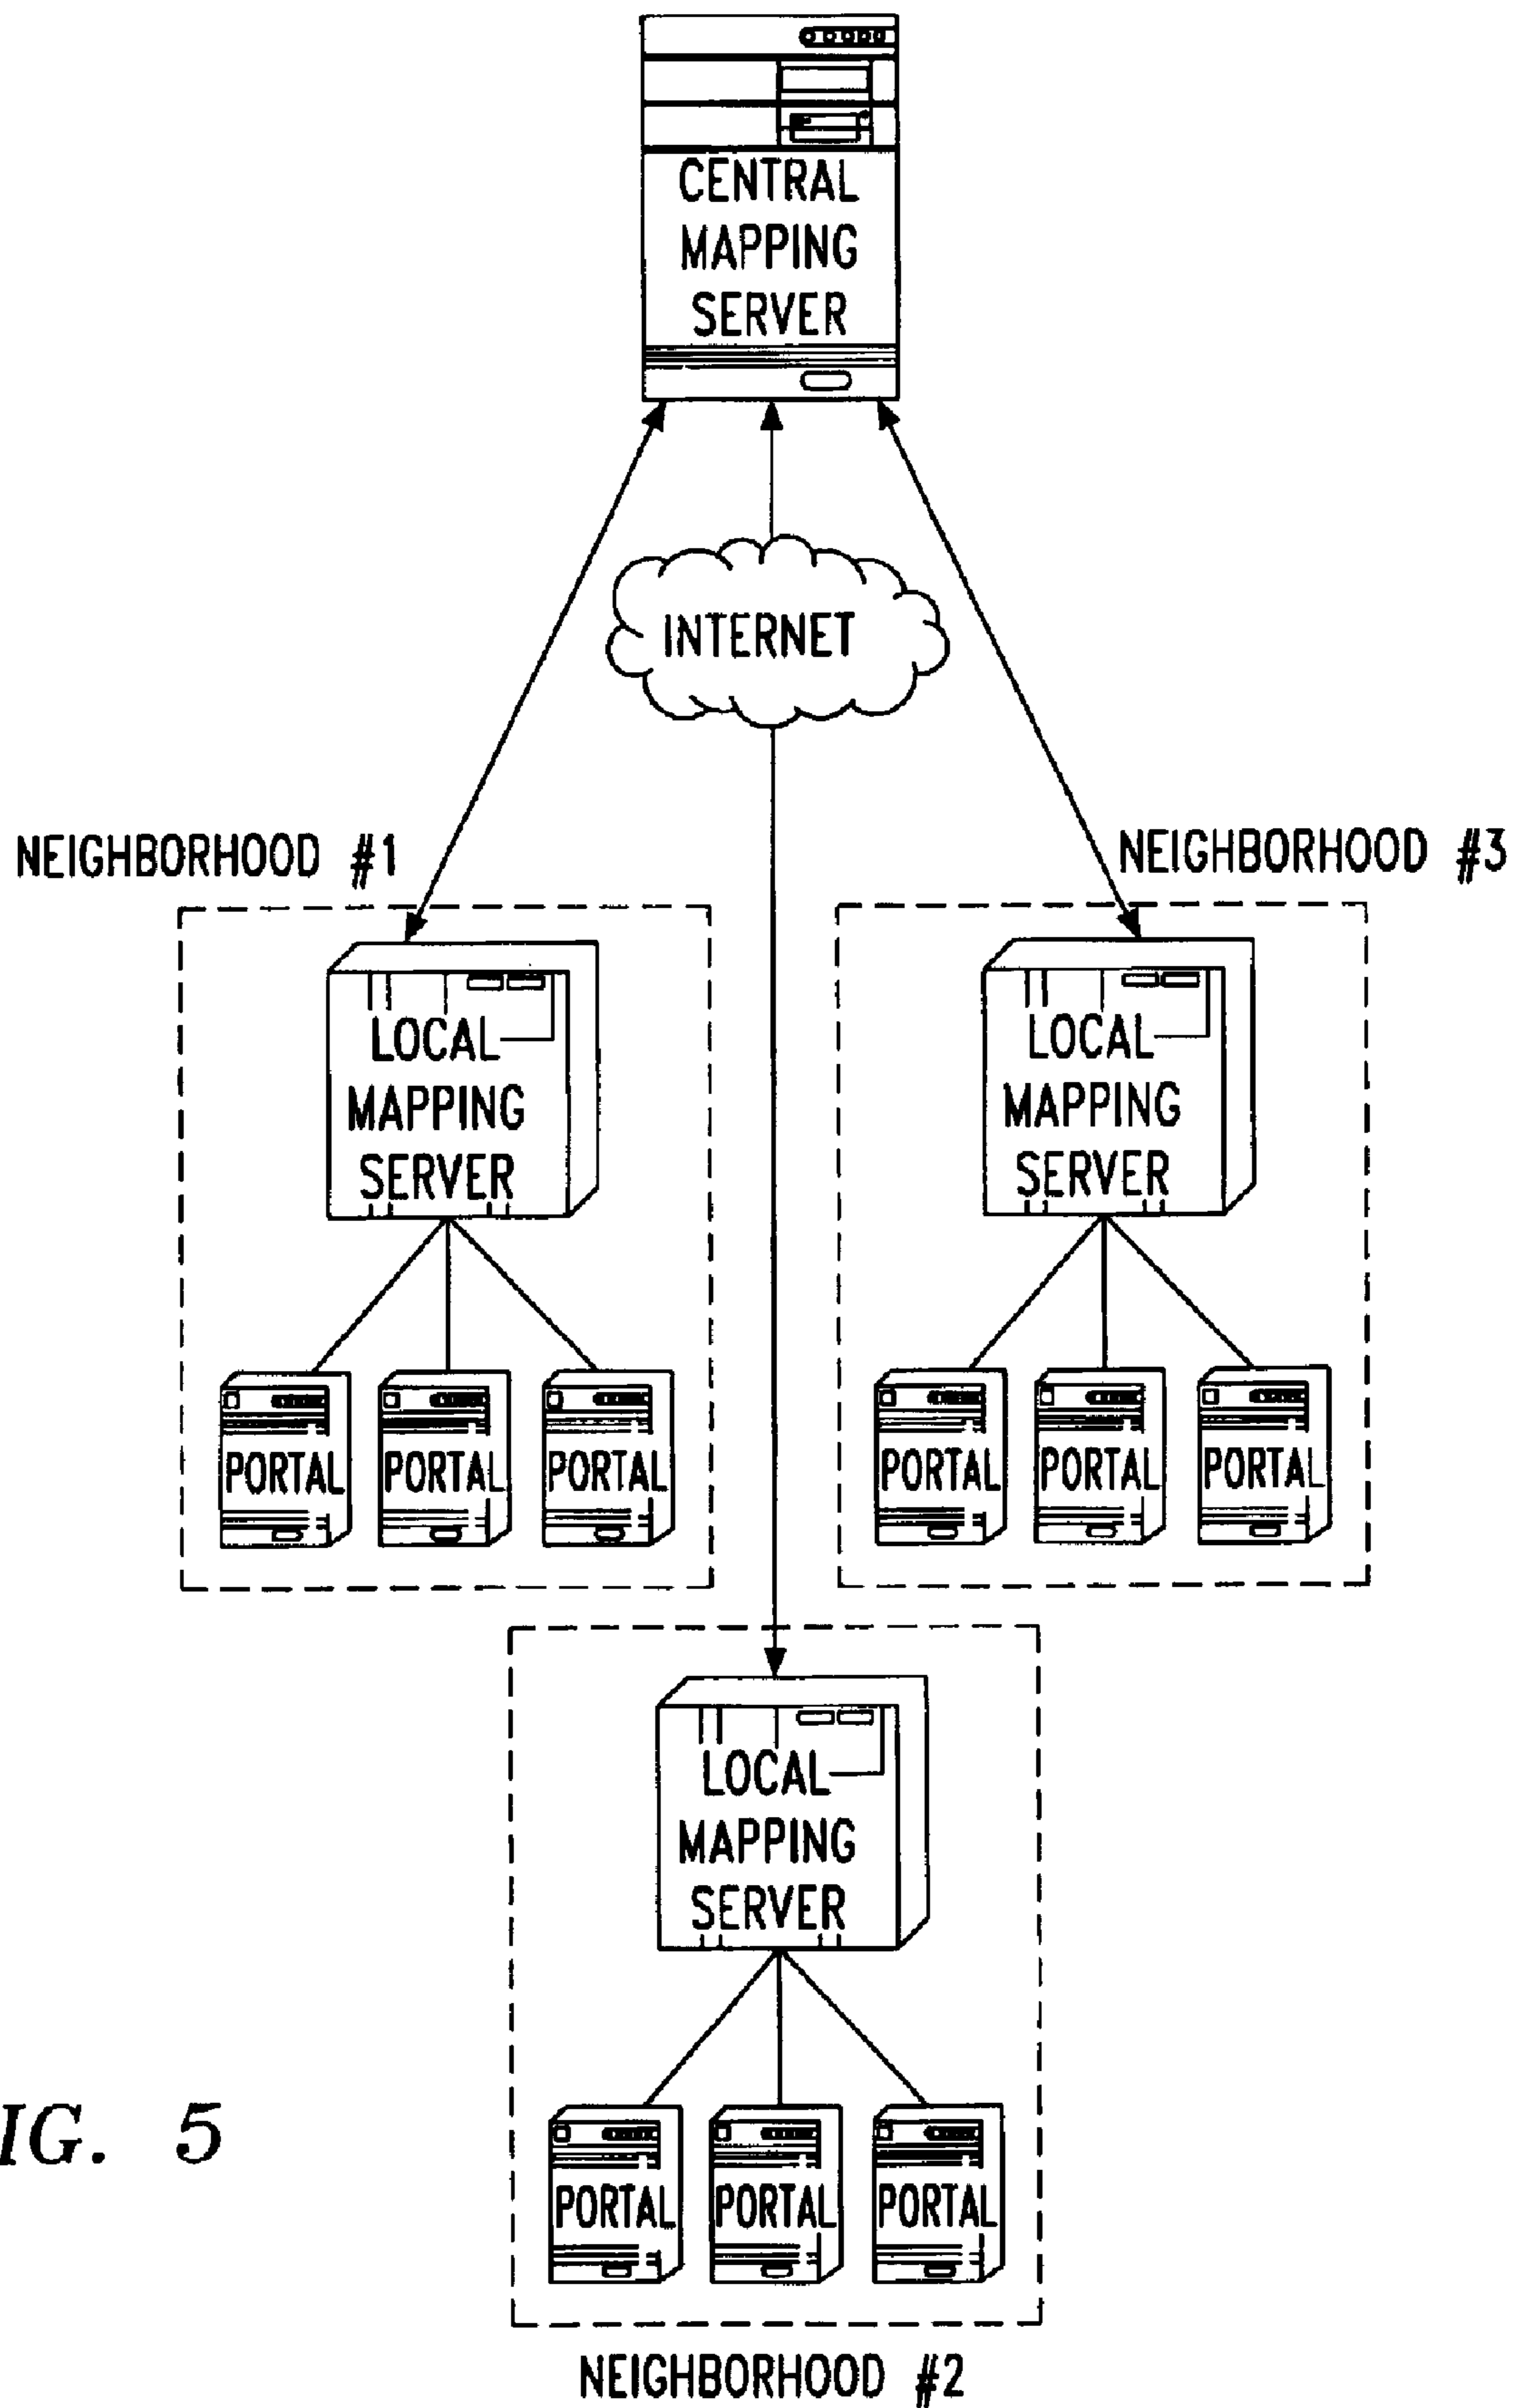 CENTRAL
MAPPING
SERVER
INTERNET
NEIGHBORHOOD #1
LOCAL
MAPPING
SERVER
PORTAL PORTAL PORTAL
NEIGHBORHOOD #3
LOCAL
MAPPING
SERVER
PORTAL PORTAL PORTAL
LOCAL
MAPPING
SERVER
PORTAL PORTAL PORTAL
NEIGHBORHOOD #2
IG. 5